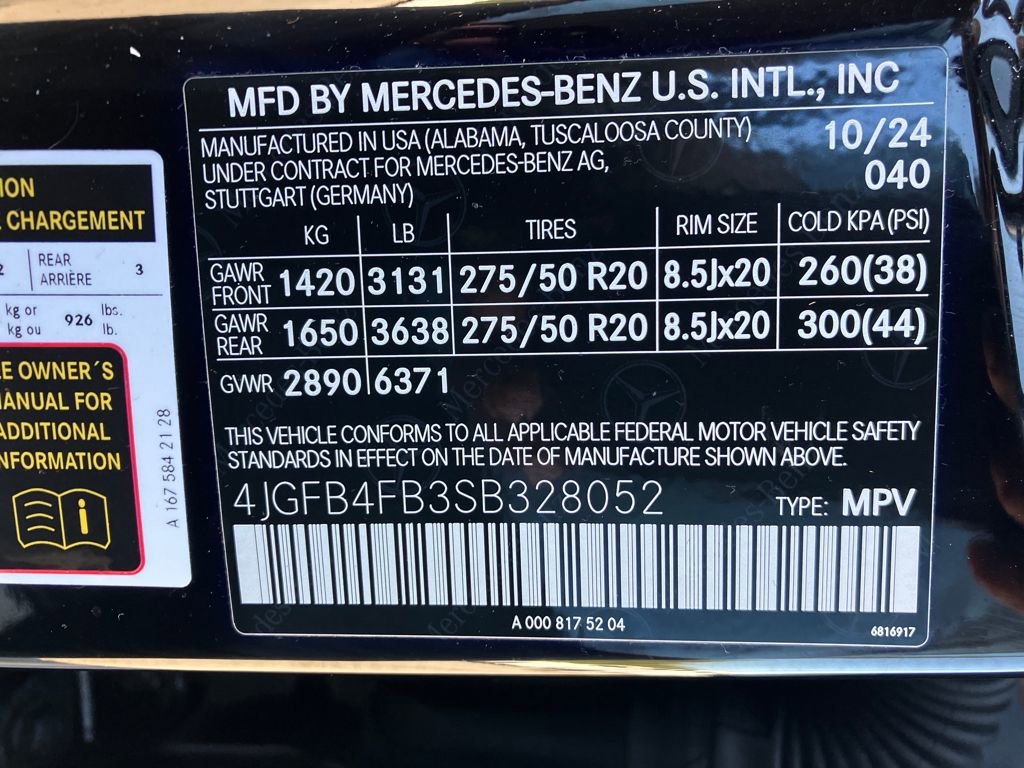 MFD BY MERCEDES-BENZ U.S. INTL., INC
MANUFACTURED IN USA (ALABAMA, TUSCALOOSA COUNTY) 10/24
UNDER CONTRACT FOR MERCEDES-BENZ AG, 040
STUTTGART (GERMANY)
KG LB TIRES RIM SIZE COLD KPA (PSI)
GAWR FRONT 1420 3131 275/50 R20 8.5Jx20 260(38)
GAWR REAR 1650 3638 275/50 R20 8.5Jx20 300(44)
GVWR 2890 6371
THIS VEHICLE CONFORMS TO ALL APPLICABLE FEDERAL MOTOR VEHICLE SAFETY
STANDARDS IN EFFECT ON THE DATE OF MANUFACTURE SHOWN ABOVE.
4JGFB4FB3SB328052 TYPE: MPV
A 000 817 52 04
6816917
CHARGEMENT
REAR 3
ARRIÈRE
kg or 926 lbs.
kg ou lb.
OWNER´S
MANUAL FOR
ADDITIONAL
INFORMATION
i
A 167 584 21 28